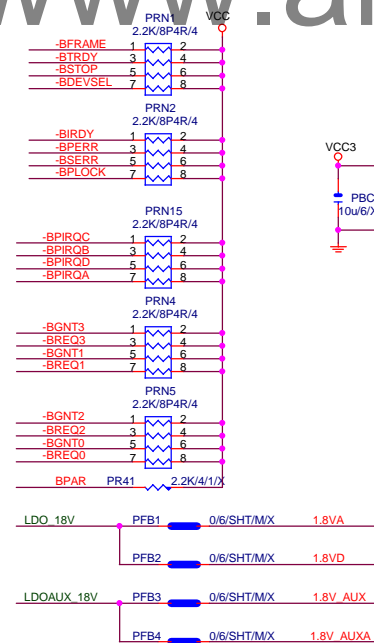 www.al
PRN1 VCC
2.2K/8P4R/4
-BFRAME 1 2
-BTRDY 3 4
-BSTOP 5 6
-BDEVSEL 7 8
PRN2
2.2K/8P4R/4
-BIRDY 1 2
-BPERR 3 4
-BSERR 5 6
-BPLOCK 7 8
VCC3
PBC
10u/6/X
PRN15
2.2K/8P4R/4
-BPIRQC 1 2
-BPIRQB 3 4
-BPIRQD 5 6
-BPIRQA 7 8
PRN4
2.2K/8P4R/4
-BGNT3 1 2
-BREQ3 3 4
-BGNT1 5 6
-BREQ1 7 8
PRN5
2.2K/8P4R/4
-BGNT2 1 2
-BREQ2 3 4
-BGNT0 5 6
-BREQ0 7 8
BPAR PR41 2.2K/4/1/X
LDO_18V PFB1 0/6/SHT/M/X 1.8VA
PFB2 0/6/SHT/M/X 1.8VD
LDOAUX_18V PFB3 0/6/SHT/M/X 1.8V_AUX
PFB4 0/6/SHT/M/X 1.8V_AUXA